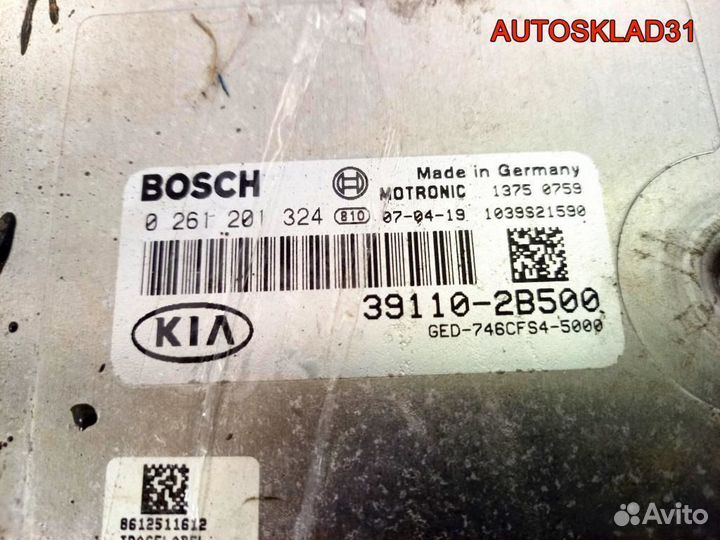 AUTOSKLAD31
BOSCH
Made in Germany
MOTRONIC 1375 0759
0 261 201 324 810 07-04-19 1039S21590
39110-2B500
KIA
GED-746CFS4-5000
8612511612
Avito